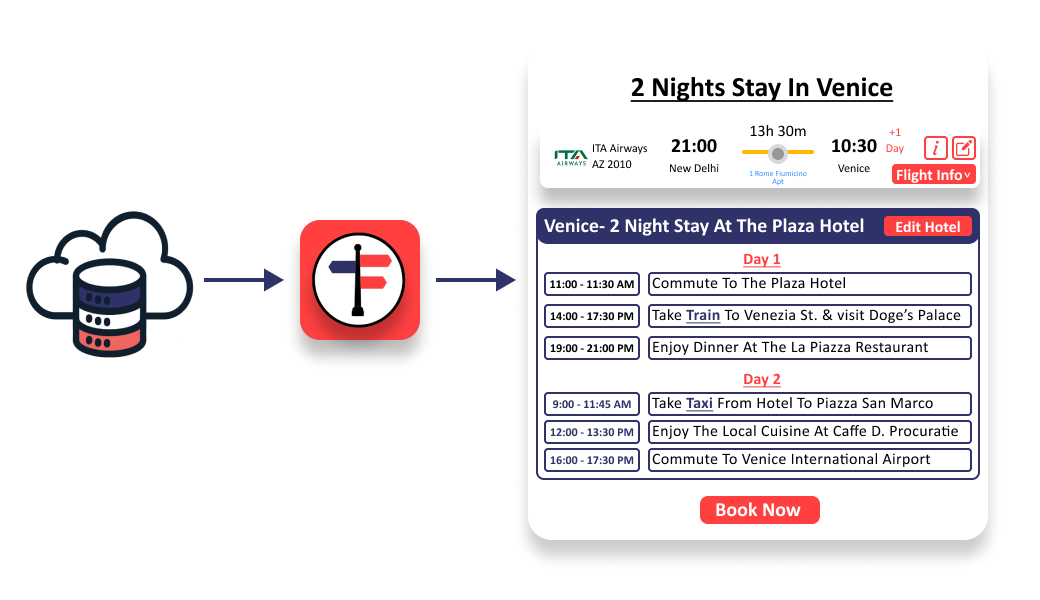 2 Nights Stay In Venice
ITA AIRWAYS
ITA Airways
AZ 2010
21:00
New Delhi
13h 30m
1 Rome Fiumicino
Apt
10:30
Venice
+1
Day
i
Flight Info v
Venice- 2 Night Stay At The Plaza Hotel
Edit Hotel
Day 1
11:00 - 11:30 AM Commute To The Plaza Hotel
14:00 - 17:30 PM Take Train To Venezia St. & visit Doge’s Palace
19:00 - 21:00 PM Enjoy Dinner At The La Piazza Restaurant
Day 2
9:00 - 11:45 AM Take Taxi From Hotel To Piazza San Marco
12:00 - 13:30 PM Enjoy The Local Cuisine At Caffe D. Procuratie
16:00 - 17:30 PM Commute To Venice International Airport
Book Now